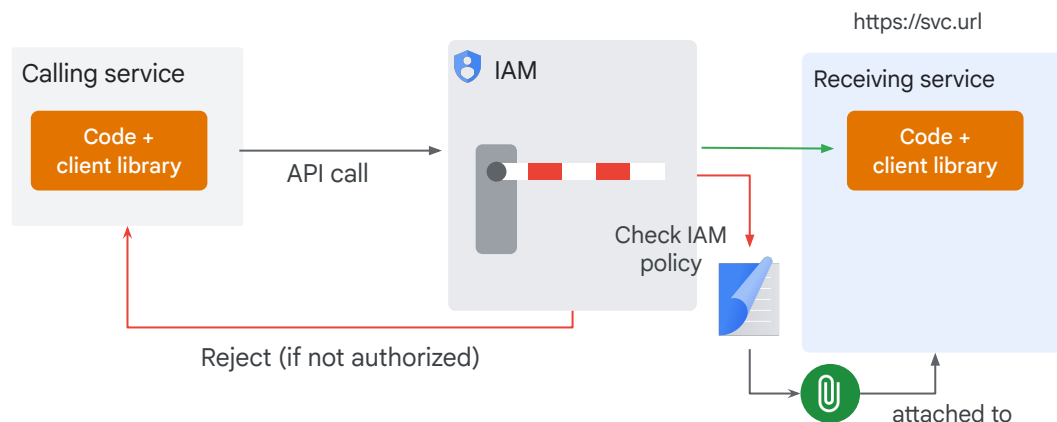 https://svc.url
Calling service
Code +
client library
API call
IAM
Check IAM
policy
Receiving service
Code +
client library
Reject (if not authorized)
attached to